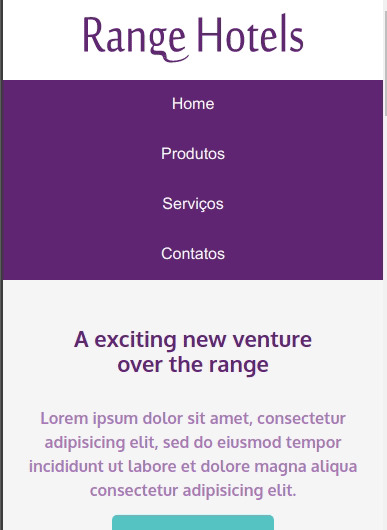 Range Hotels
Home
Produtos
Serviços
Contatos
A exciting new venture
over the range
Lorem ipsum dolor sit amet, consectetur
adipisicing elit, sed do eiusmod tempor
incididunt ut labore et dolore magna aliqua
consectetur adipisicing elit.